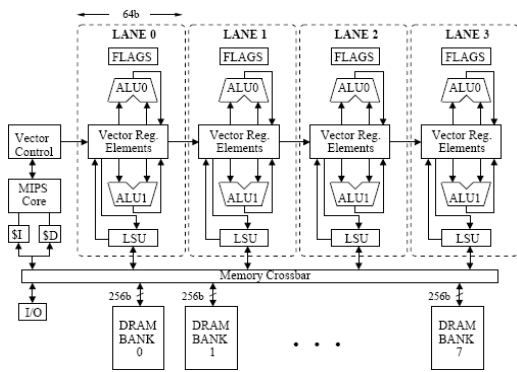 64b
LANE 0
LANE 1
LANE 2
LANE 3
FLAGS
FLAGS
FLAGS
FLAGS
ALU0
ALU0
ALU0
ALU0
Vector
Control
Vector Reg.
Elements
Vector Reg.
Elements
Vector Reg.
Elements
Vector Reg.
Elements
MIPS
Core
ALU1
ALU1
ALU1
ALU1
$I
$D
LSU
LSU
LSU
LSU
Memory Crossbar
I/O
256b
256b
256b
DRAM
BANK
0
DRAM
BANK
1
. . .
DRAM
BANK
7